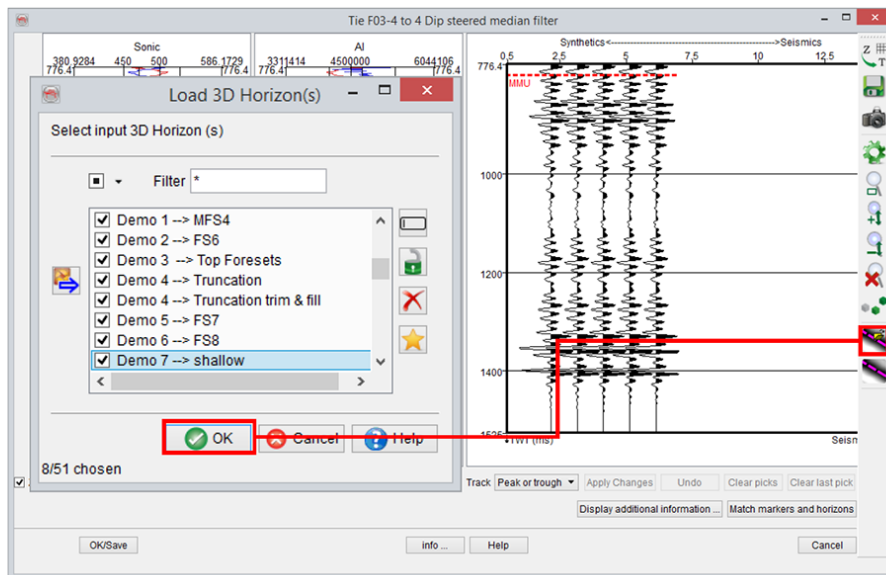 Tie F03-4 to 4 Dip steered median filter
Sonic
380.9284 450 500 586.1729
776.4 776.4
AI
3311414 4500000 6044106
776.4 776.4
Synthetics<------------------------------------------------>Seismics
0,5 2,5 5 7,5 10 12,5
776.4
MMU
1000
1200
1400
TWT (ms)
Seism
Load 3D Horizon(s)
Select input 3D Horizon (s)
Filter *
Demo 1 --> MFS4
Demo 2 --> FS6
Demo 3 --> Top Foresets
Demo 4 --> Truncation
Demo 4 --> Truncation trim & fill
Demo 5 --> FS7
Demo 6 --> FS8
Demo 7 --> shallow
OK Cancel Help
8/51 chosen
Track Peak or trough Apply Changes Undo Clear picks Clear last pick
Display additional information ... Match markers and horizons
OK/Save info ... Help Cancel